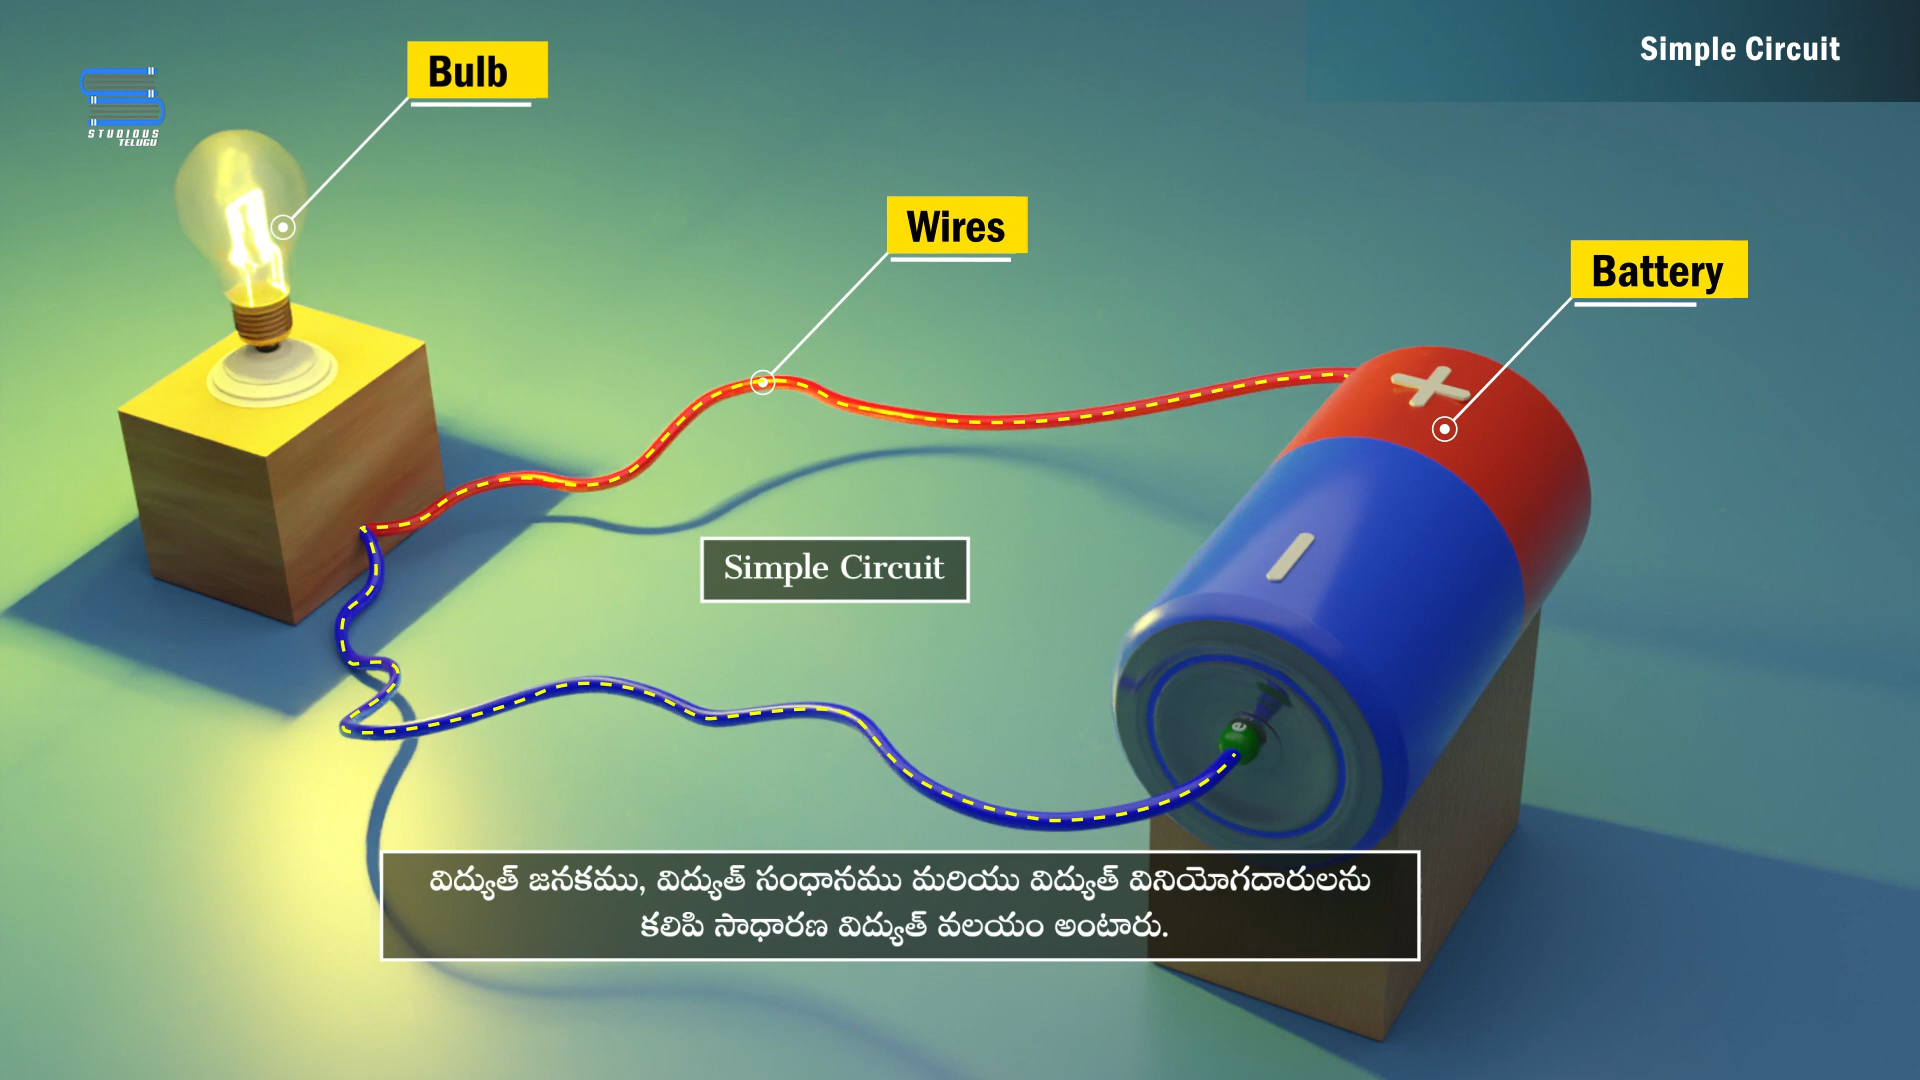 Simple Circuit
Bulb
STUDIOUS
TELUGU
Wires
Battery
+
Simple Circuit
–
e
విద్యుత్ జనకము, విద్యుత్ సంధానము మరియు విద్యుత్ వినియోగదారులను
కలిపి సాధారణ విద్యుత్ వలయం అంటారు.